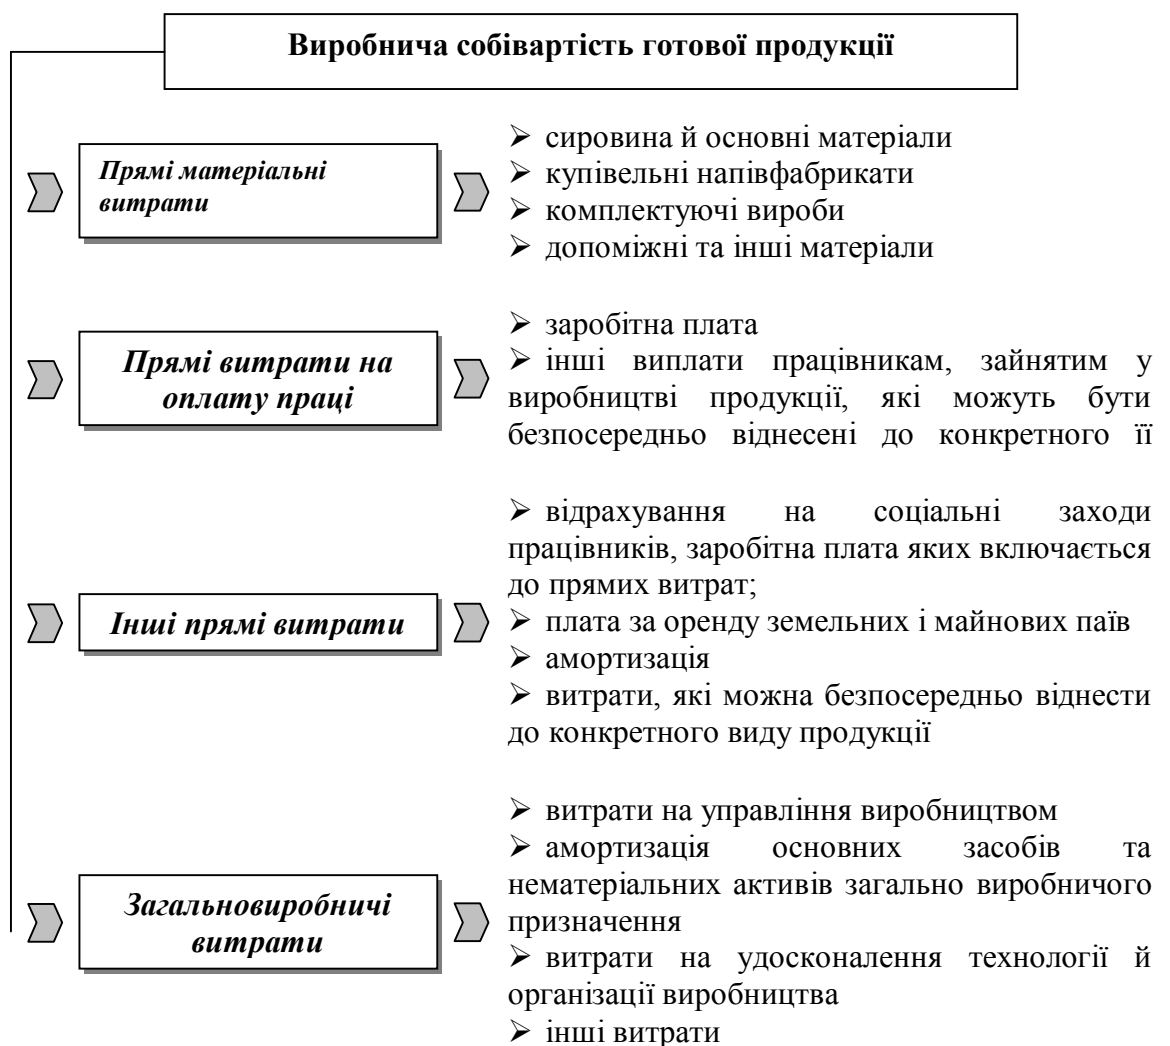 Виробнича собівартість готової продукції
Прямі матеріальні
витрати
➢ сировина й основні матеріали
➢ купівельні напівфабрикати
➢ комплектуючі вироби
➢ допоміжні та інші матеріали
Прямі витрати на
оплату праці
➢ заробітна плата
➢ інші виплати працівникам, зайнятим у
виробництві продукції, які можуть бути
безпосередньо віднесені до конкретного її
Інші прямі витрати
➢ відрахування на соціальні заходи
працівників, заробітна плата яких включається
до прямих витрат;
➢ плата за оренду земельних і майнових паїв
➢ амортизація
➢ витрати, які можна безпосередньо віднести
до конкретного виду продукції
Загальновиробничі
витрати
➢ витрати на управління виробництвом
➢ амортизація основних засобів та
нематеріальних активів загально виробничого
призначення
➢ витрати на удосконалення технології й
організації виробництва
➢ інші витрати